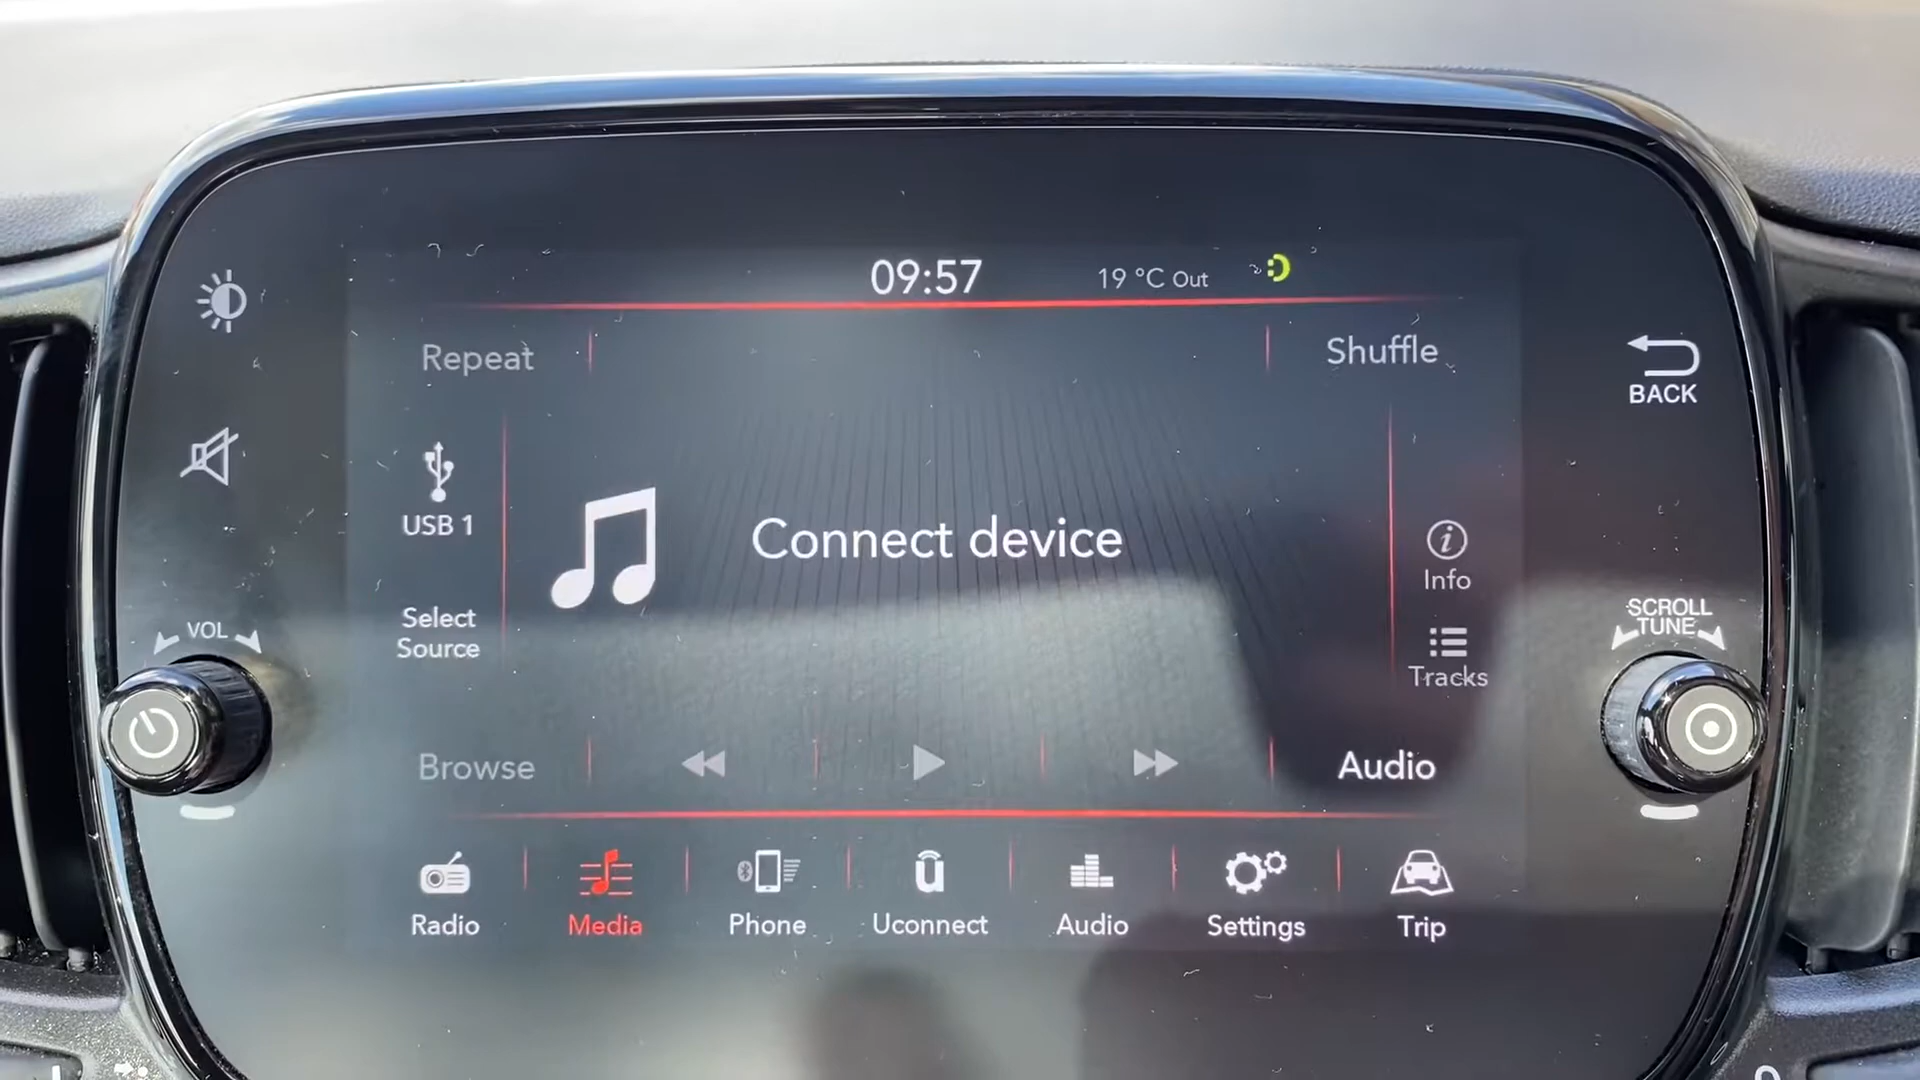 09:57
19 °C Out
Repeat
Shuffle
BACK
USB 1
Connect device
Info
Select
Source
VOL
SCROLL
TUNE
Tracks
Browse
Audio
Radio
Media
Phone
Uconnect
Audio
Settings
Trip